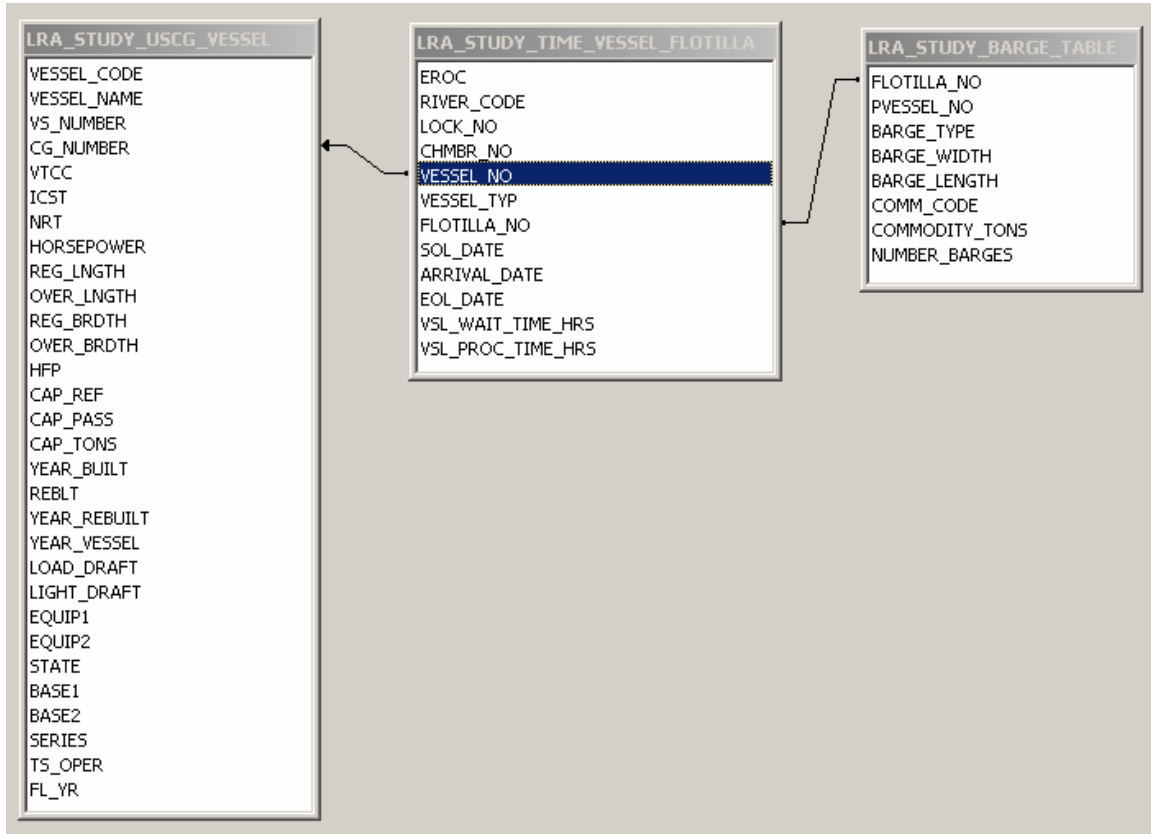 LRA_STUDY_USCG_VESSEL
VESSEL_CODE
VESSEL_NAME
VS_NUMBER
CG_NUMBER
VTCC
ICST
NRT
HORSEPOWER
REG_LNGTH
OVER_LNGTH
REG_BRDTH
OVER_BRDTH
HFP
CAP_REF
CAP_PASS
CAP_TONS
YEAR_BUILT
REBLT
YEAR_REBUILT
YEAR_VESSEL
LOAD_DRAFT
LIGHT_DRAFT
EQUIP1
EQUIP2
STATE
BASE1
BASE2
SERIES
TS_OPER
FL_YR
LRA_STUDY_TIME_VESSEL_FLOTILLA
EROC
RIVER_CODE
LOCK_NO
CHMBR_NO
VESSEL_NO
VESSEL_TYP
FLOTILLA_NO
SOL_DATE
ARRIVAL_DATE
EOL_DATE
VSL_WAIT_TIME_HRS
VSL_PROC_TIME_HRS
LRA_STUDY_BARGE_TABLE
FLOTILLA_NO
PVESSEL_NO
BARGE_TYPE
BARGE_WIDTH
BARGE_LENGTH
COMM_CODE
COMMODITY_TONS
NUMBER_BARGES